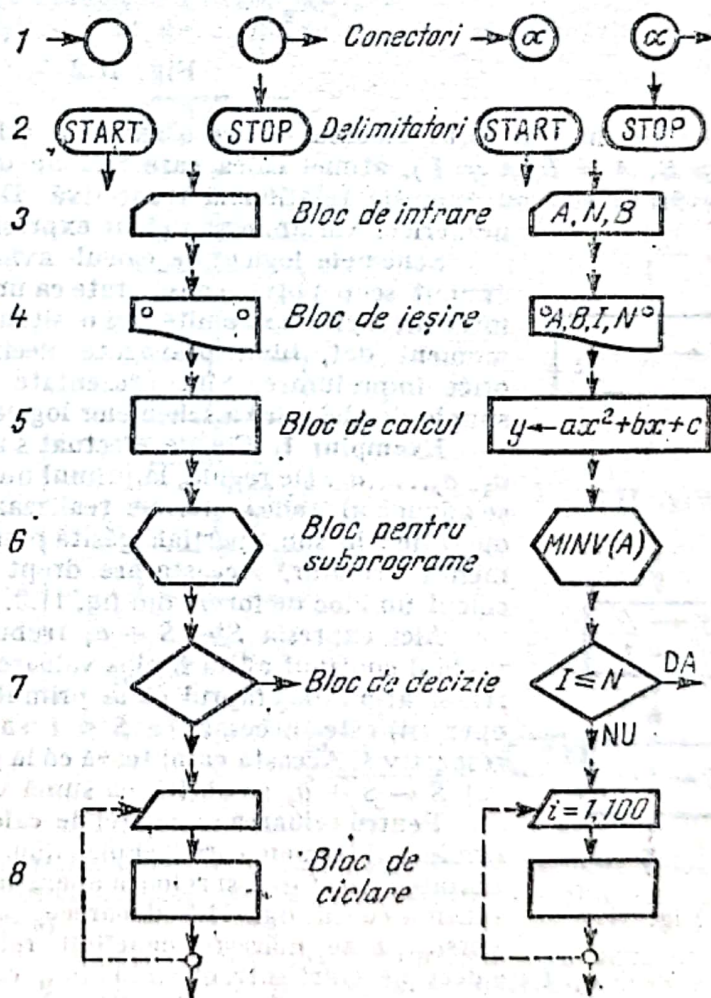 1 Conectori α α
2 START STOP Delimitatori START STOP
3 Bloc de intrare A,N,B
4 Bloc de ieșire A,B,I,N
5 Bloc de calcul y←ax²+bx+c
6 Bloc pentru subprograme MINV(A)
7 Bloc de decizie I≤N DA
NU
i=1,100
8 Bloc de
ciclare